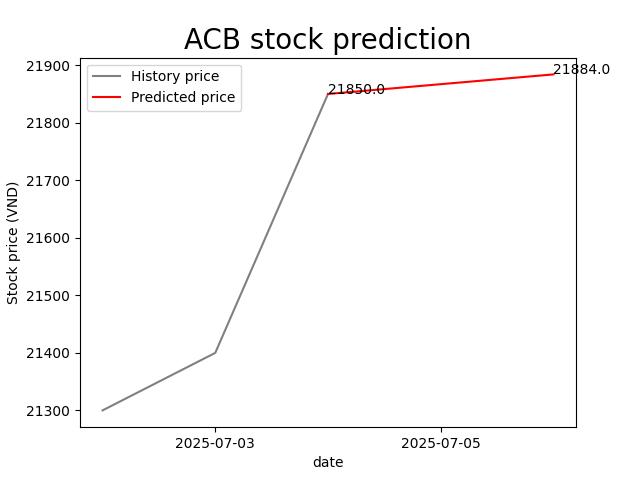 ACB stock prediction
History price
Predicted price
21850.0
21884.0
21900
21800
21700
21600
21500
21400
21300
Stock price (VND)
2025-07-03
2025-07-05
date